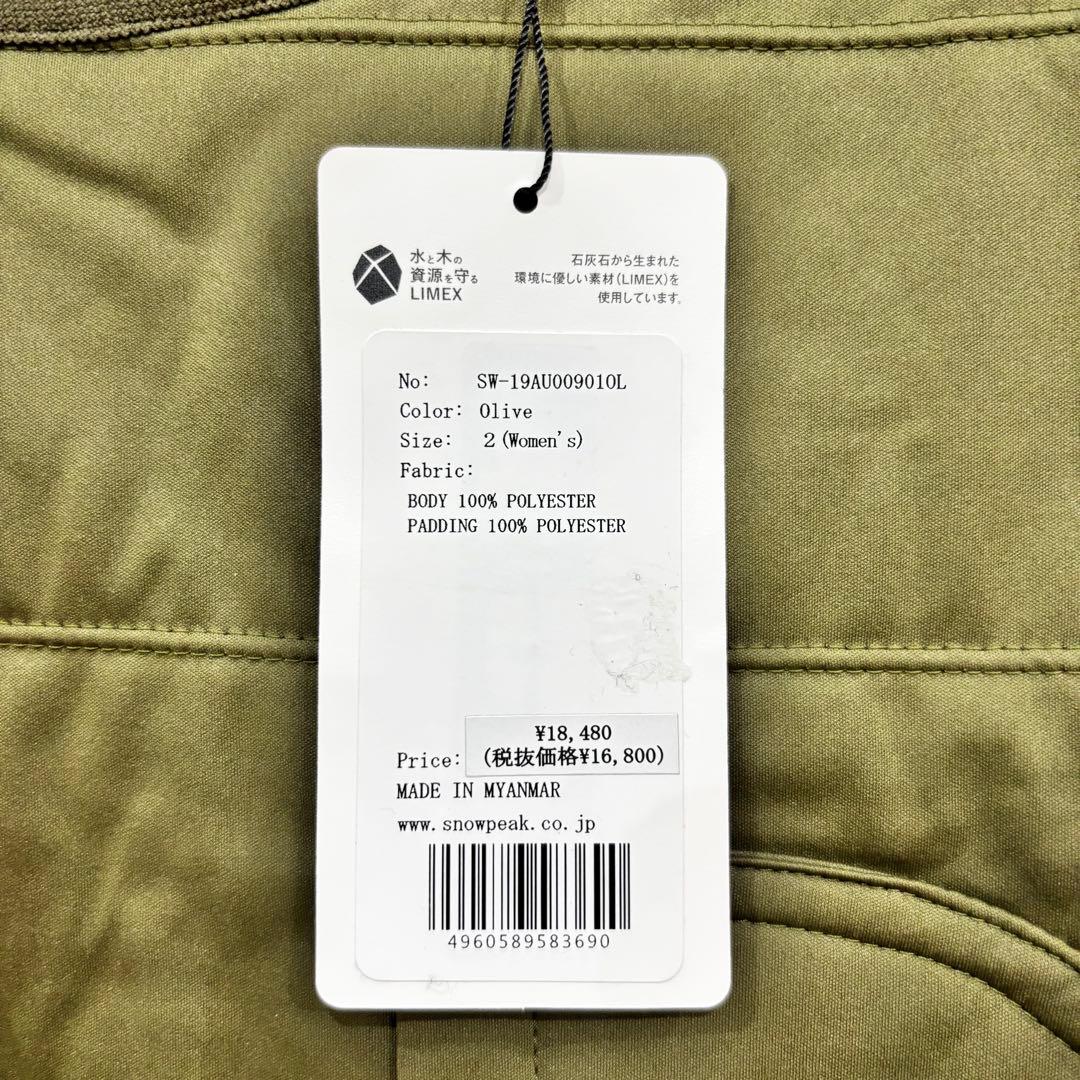 水と木の
資源を守る
LIMEX
石灰石から生まれた
環境に優しい素材(LIMEX)を
使用しています。
No: SW-19AU00901OL
Color: Olive
Size: 2(Women's)
Fabric:
BODY 100% POLYESTER
PADDING 100% POLYESTER
¥18,480
Price: (税抜価格¥16,800)
MADE IN MYANMAR
www.snowpeak.co.jp
4960589583690